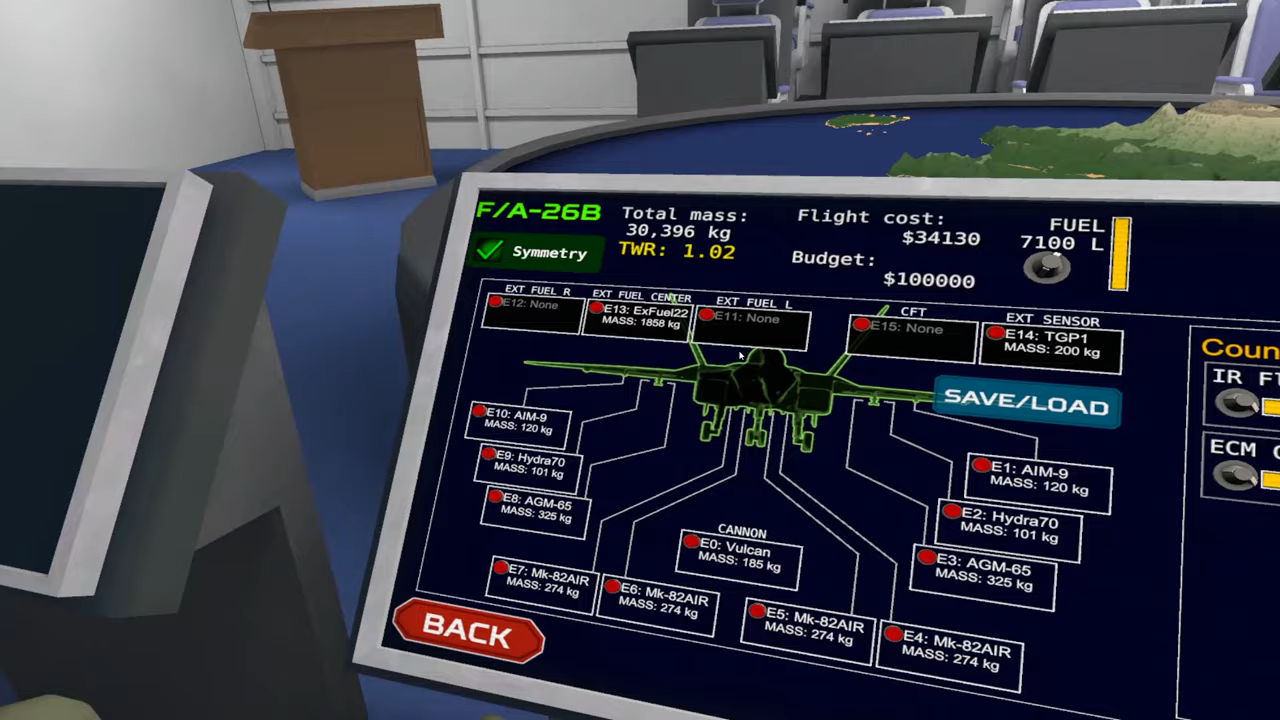 F/A-26B
Total mass:
30,396 kg
TWR: 1.02
Flight cost:
$34130
Budget:
$100000
FUEL
7100 L
Symmetry
EXT FUEL R
E12: None
EXT FUEL CENTER
E13: ExFuel22
MASS: 1858 kg
EXT FUEL L
E11: None
CFT
E15: None
EXT SENSOR
E14: TGP1
MASS: 200 kg
SAVE/LOAD
E10: AIM-9
MASS: 120 kg
E9: Hydra70
MASS: 101 kg
E8: AGM-65
MASS: 325 kg
E7: Mk-82AIR
MASS: 274 kg
E6: Mk-82AIR
MASS: 274 kg
CANNON
E0: Vulcan
MASS: 185 kg
E5: Mk-82AIR
MASS: 274 kg
E4: Mk-82AIR
MASS: 274 kg
E3: AGM-65
MASS: 325 kg
E2: Hydra70
MASS: 101 kg
E1: AIM-9
MASS: 120 kg
BACK
Coun
IR F
ECM